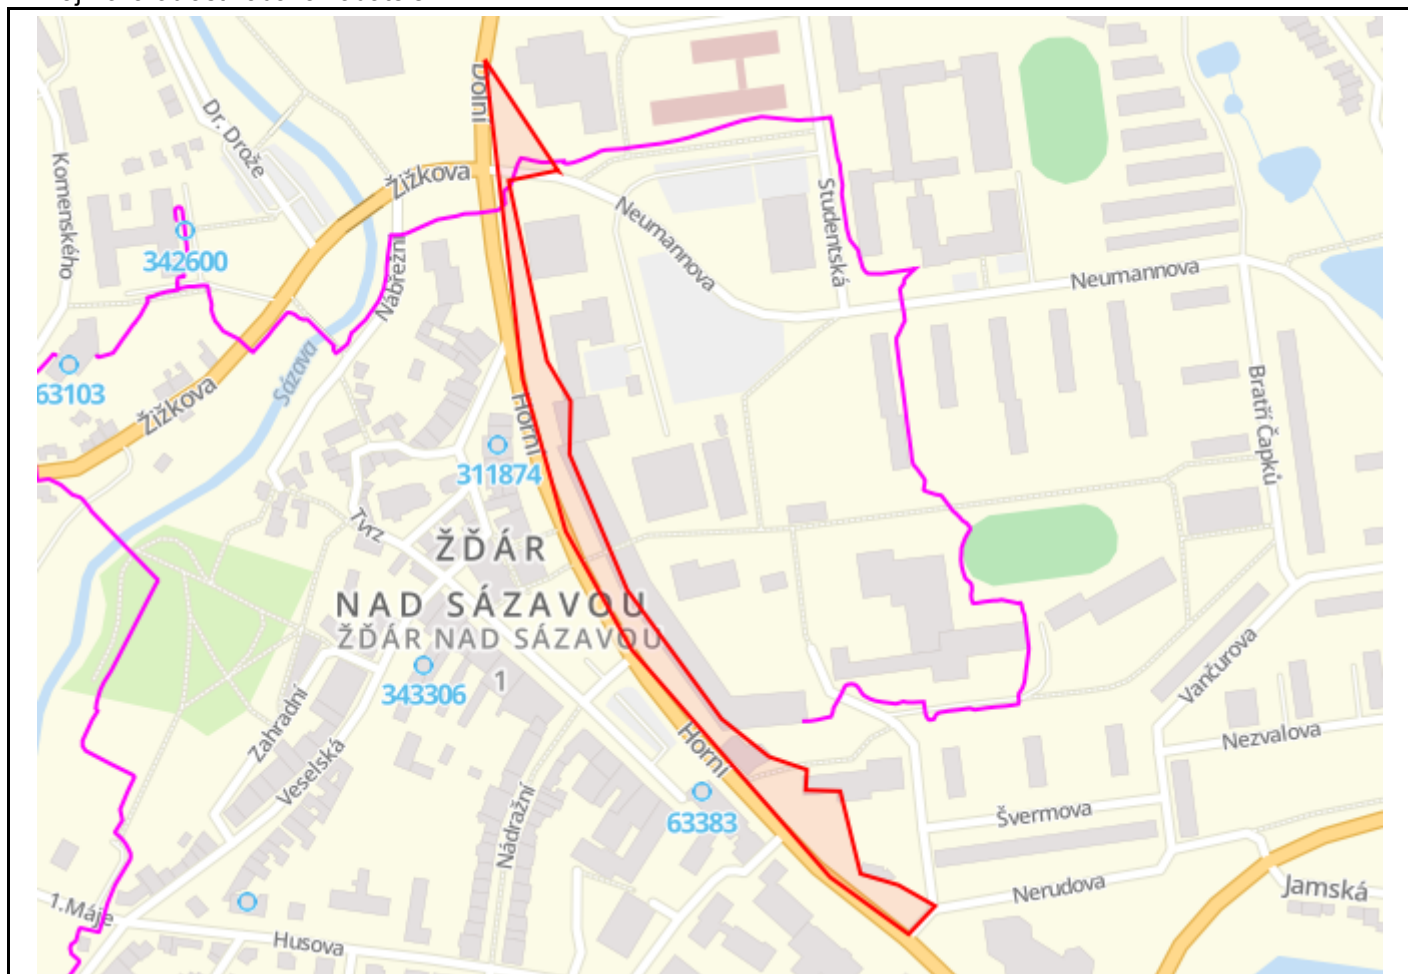 Dolní
Dr. Drože
Komenského
Žižkova
Studentská
Neumannova
342600
Nábřežní
Neumannova
Sázava
63103
Žižkova
Bratří Čapků
Horní
311874
Tvrz
ŽĎÁR
NAD SÁZAVOU
ŽĎÁR NAD SÁZAVOU
1
343306
Vančurova
Zahradní
Nezvalova
Horní
Veselská
63383
Švermova
Nádražní
Nerudova
Jamská
1.Máje
Husova